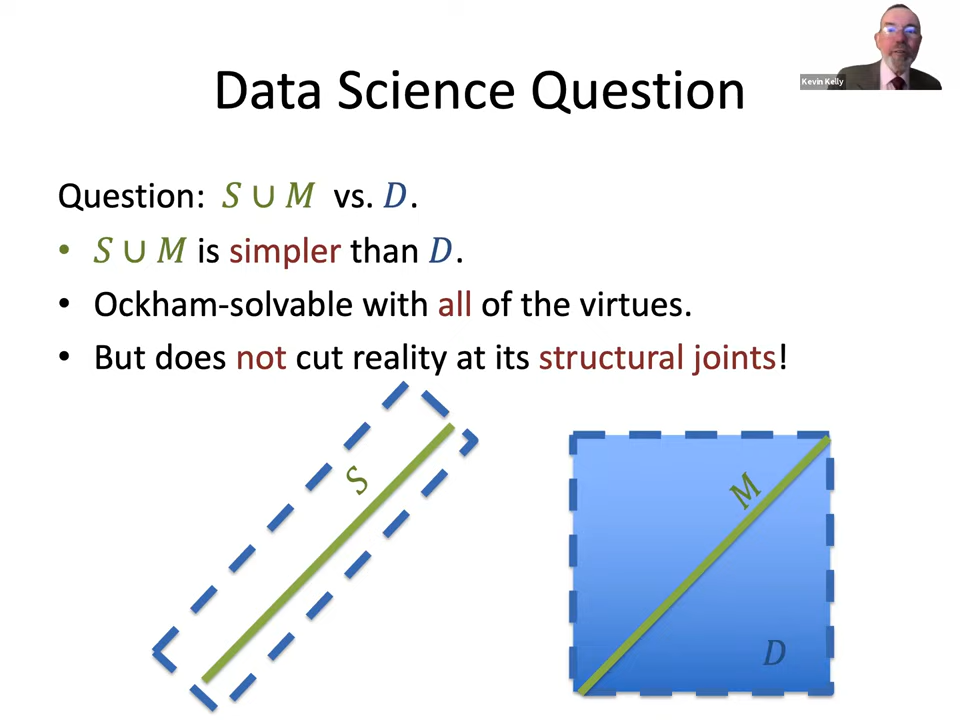 Kevin Kelly
Data Science Question
Question: S ∪ M vs. D.
• S ∪ M is simpler than D.
• Ockham-solvable with all of the virtues.
• But does not cut reality at its structural joints!
S
M
D